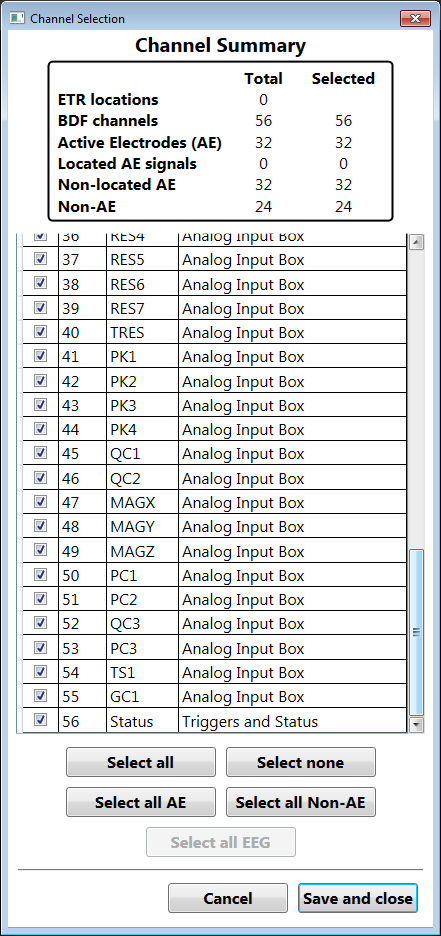 Channel Selection
Channel Summary
Total Selected
ETR locations 0
BDF channels 56 56
Active Electrodes (AE) 32 32
Located AE signals 0 0
Non-located AE 32 32
Non-AE 24 24
36 RES4 Analog Input Box
37 RES5 Analog Input Box
38 RES6 Analog Input Box
39 RES7 Analog Input Box
40 TRES Analog Input Box
41 PK1 Analog Input Box
42 PK2 Analog Input Box
43 PK3 Analog Input Box
44 PK4 Analog Input Box
45 QC1 Analog Input Box
46 QC2 Analog Input Box
47 MAGX Analog Input Box
48 MAGY Analog Input Box
49 MAGZ Analog Input Box
50 PC1 Analog Input Box
51 PC2 Analog Input Box
52 QC3 Analog Input Box
53 PC3 Analog Input Box
54 TS1 Analog Input Box
55 GC1 Analog Input Box
56 Status Triggers and Status
Select all Select none
Select all AE Select all Non-AE
Select all EEG
Cancel Save and close